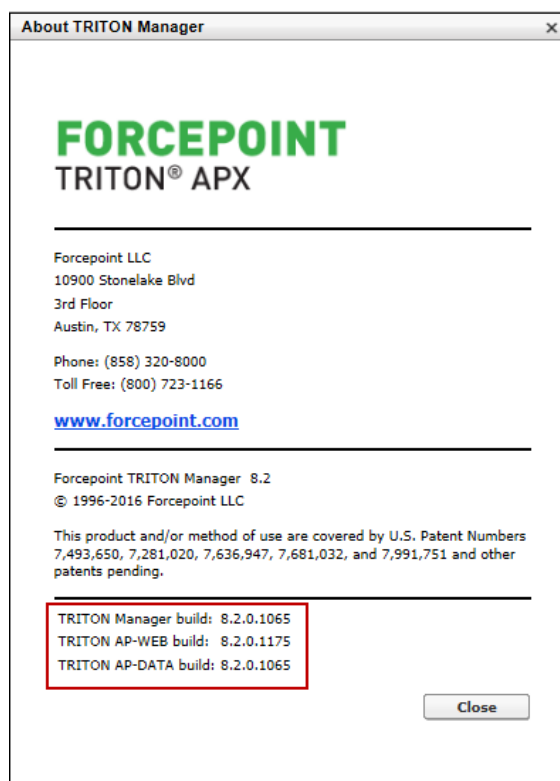 About TRITON Manager
×
FORCEPOINT
TRITON® APX
Forcepoint LLC
10900 Stonelake Blvd
3rd Floor
Austin, TX 78759
Phone: (858) 320-8000
Toll Free: (800) 723-1166
www.forcepoint.com
Forcepoint TRITON Manager 8.2
© 1996-2016 Forcepoint LLC
This product and/or method of use are covered by U.S. Patent Numbers
7,493,650, 7,281,020, 7,636,947, 7,681,032, and 7,991,751 and other
patents pending.
TRITON Manager build: 8.2.0.1065
TRITON AP-WEB build: 8.2.0.1175
TRITON AP-DATA build: 8.2.0.1065
Close